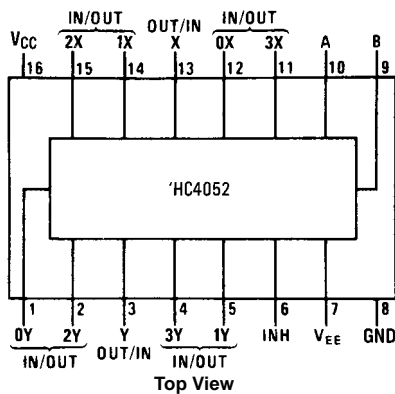 IN/OUT OUT/IN IN/OUT
VCC 2X 1X X 0X 3X A B
16 15 14 13 12 11 10 9
'HC4052
1 2 3 4 5 6 7 8
0Y 2Y Y 3Y 1Y INH VEE GND
IN/OUT OUT/IN IN/OUT
Top View